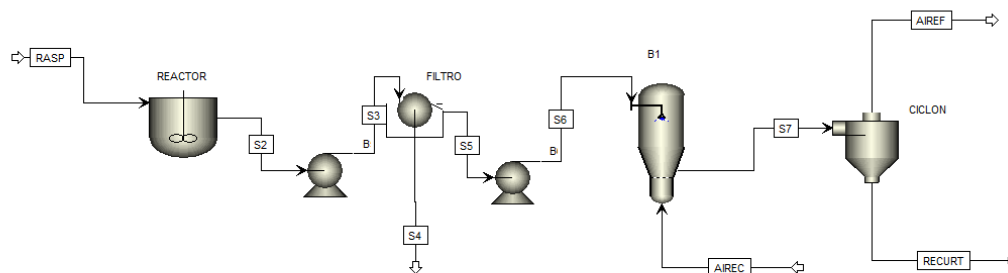 AIREF
B1
RASP
REACTOR
FILTRO
CICLON
S3
S6
S7
S2
B
S5
B
S4
AIREC
RECURT